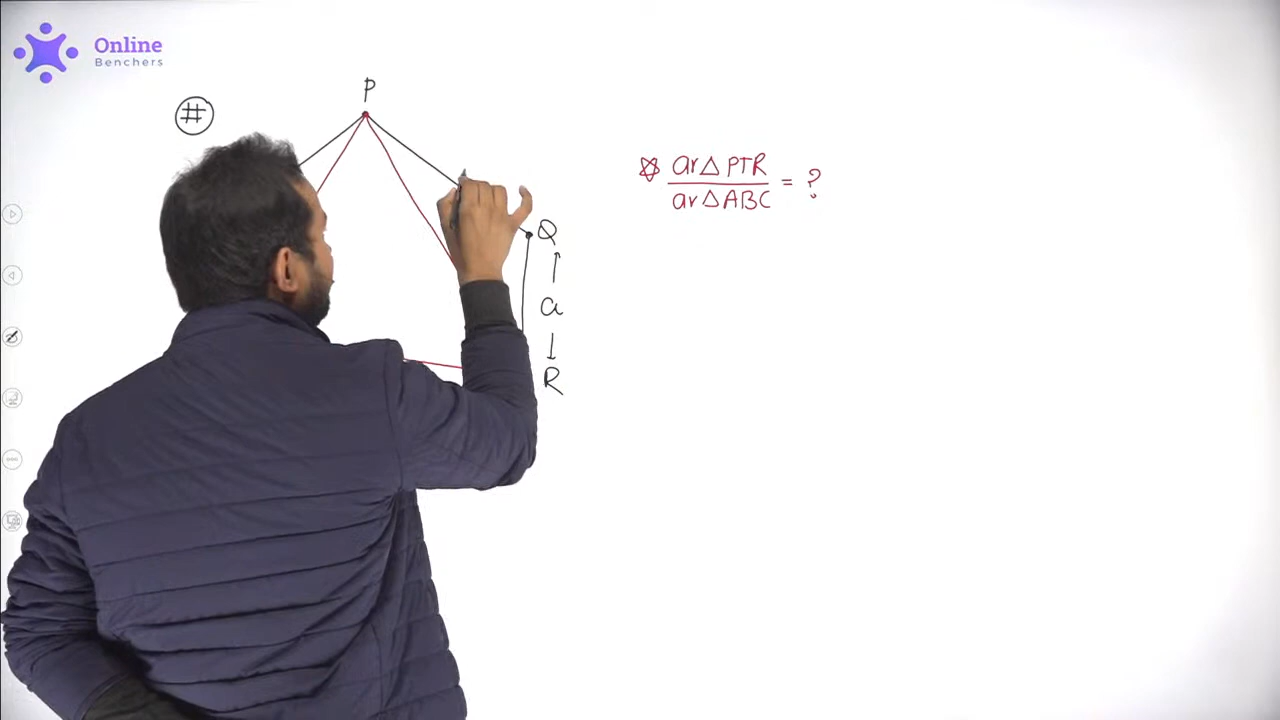 Online
Benchers
#
P
Q
a
R
ar△PTR
ar△ABC
= ?